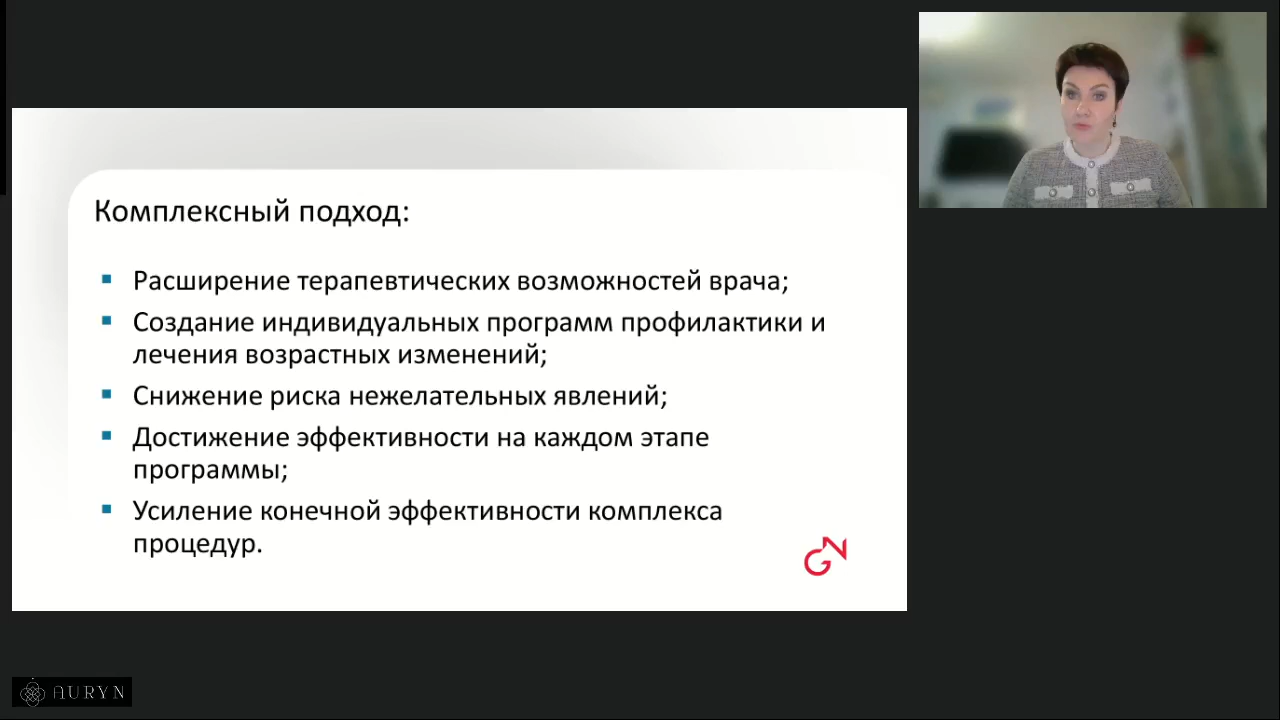 Комплексный подход:
Расширение терапевтических возможностей врача;
Создание индивидуальных программ профилактики и
лечения возрастных изменений;
Снижение риска нежелательных явлений;
Достижение эффективности на каждом этапе
программы;
Усиление конечной эффективности комплекса
процедур.
GN
AURYN